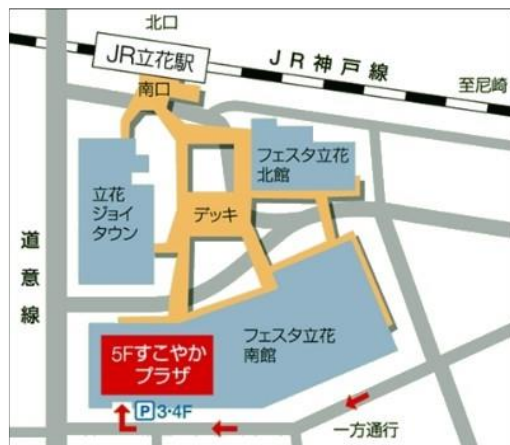 北口
JR立花駅
JR神戸線
南口
至尼崎
フェスタ立花
北館
立花
ジョイ
タウン
デッキ
道意線
フェスタ立花
南館
5Fすこやか
プラザ
P3・4F
一方通行